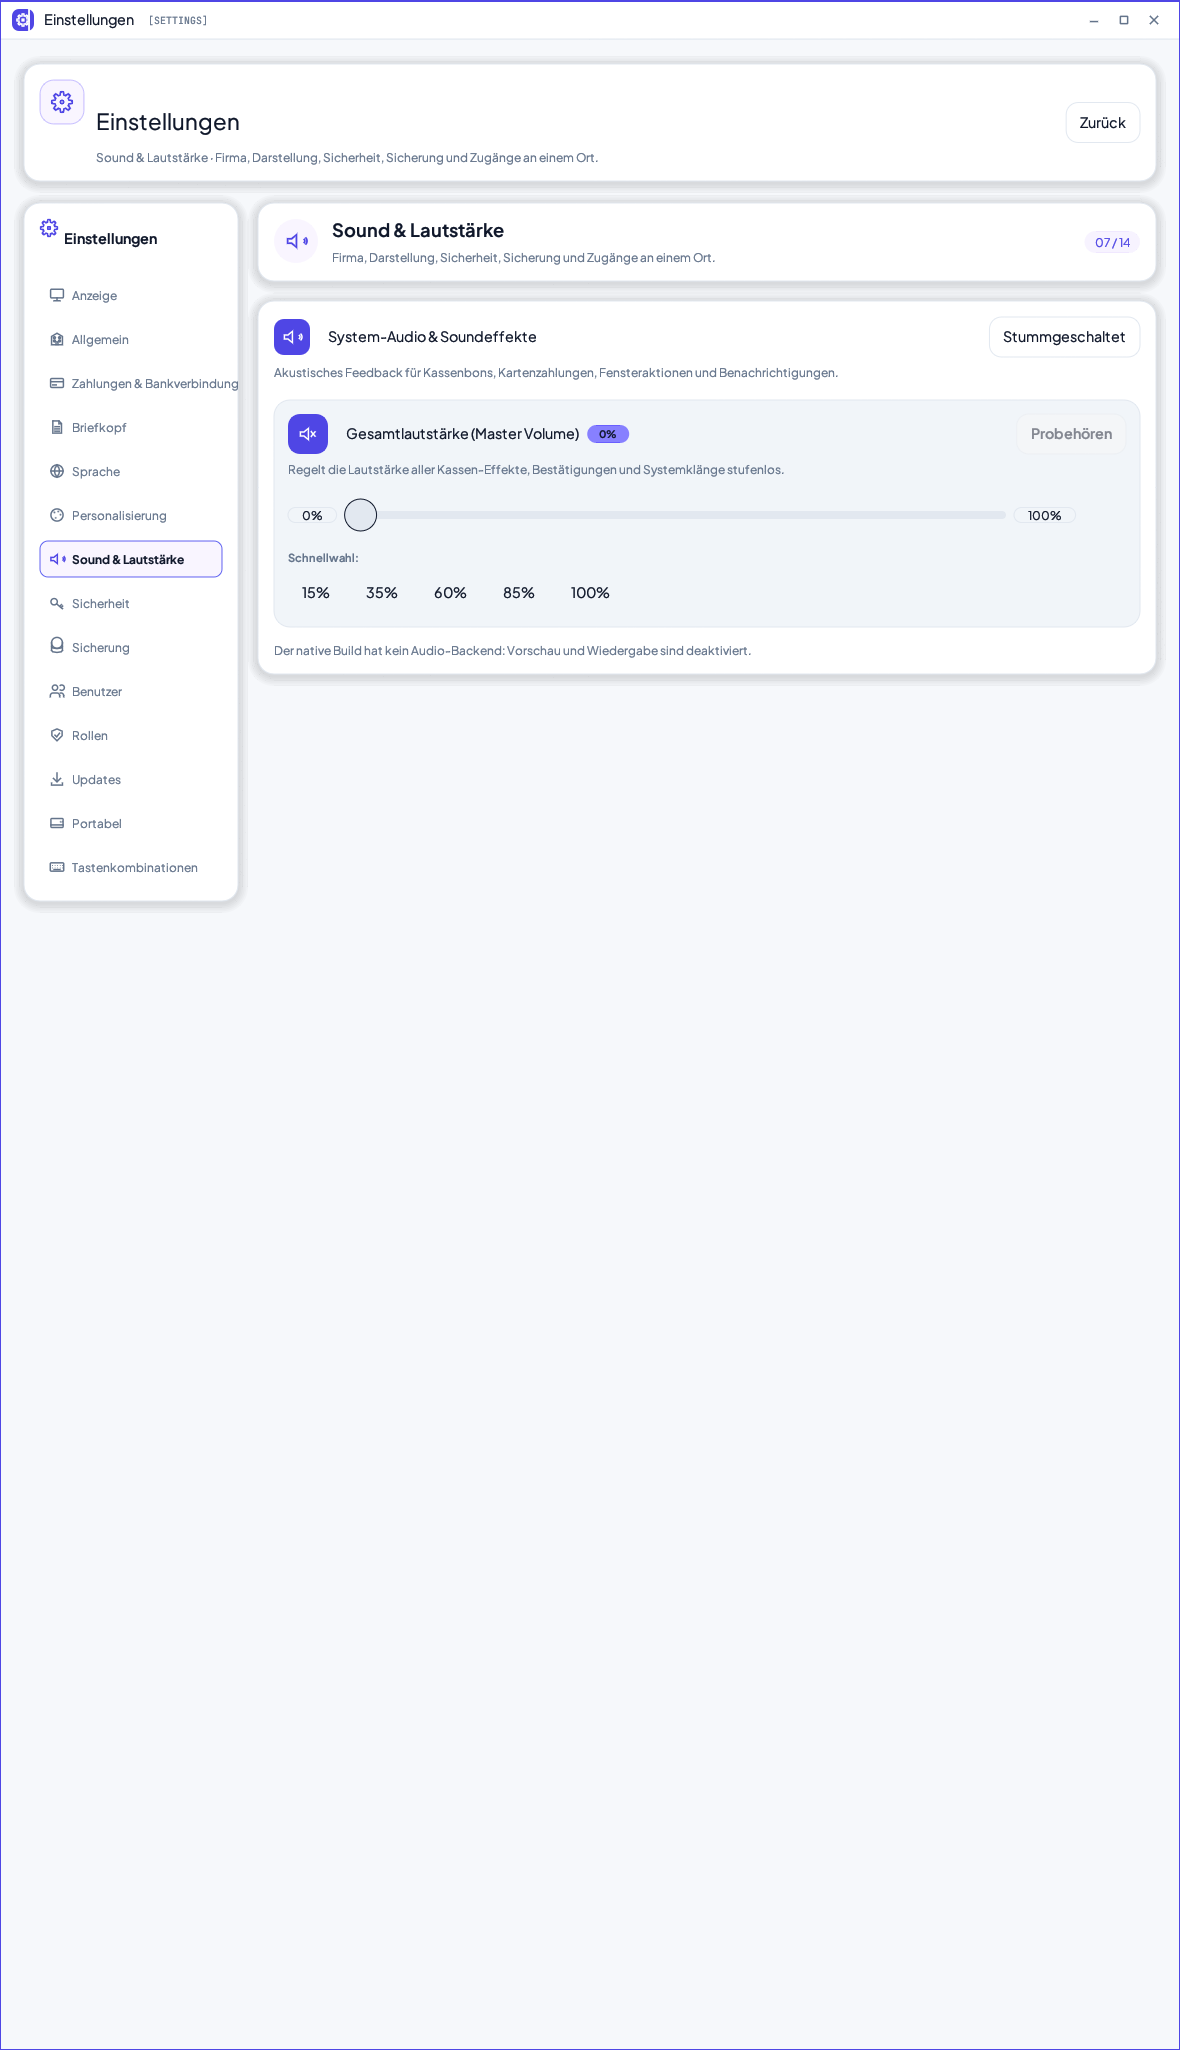 Einstellungen [SETTINGS]
Einstellungen
Zurück
Sound & Lautstärke · Firma, Darstellung, Sicherheit, Sicherung und Zugänge an einem Ort.
Einstellungen
Anzeige
Allgemein
Zahlungen & Bankverbindung
Briefkopf
Sprache
Personalisierung
Sound & Lautstärke
Sicherheit
Sicherung
Benutzer
Rollen
Updates
Portabel
Tastenkombinationen
Sound & Lautstärke
Firma, Darstellung, Sicherheit, Sicherung und Zugänge an einem Ort.
07/14
System-Audio & Soundeffekte
Stummgeschaltet
Akustisches Feedback für Kassenbons, Kartenzahlungen, Fensteraktionen und Benachrichtigungen.
Gesamtlautstärke (Master Volume) 0%
Probehören
Regelt die Lautstärke aller Kassen-Effekte, Bestätigungen und Systemklänge stufenlos.
0% 100%
Schnellwahl:
15% 35% 60% 85% 100%
Der native Build hat kein Audio-Backend: Vorschau und Wiedergabe sind deaktiviert.